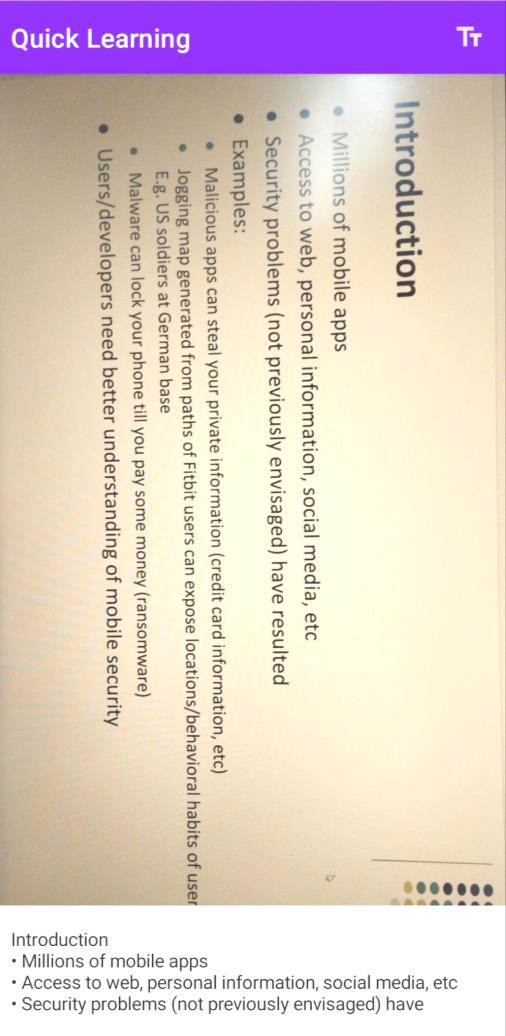 Quick Learning
TT
Introduction
• Millions of mobile apps
• Access to web, personal information, social media, etc
• Security problems (not previously envisaged) have resulted
• Examples:
• Malicious apps can steal your private information (credit card information, etc)
• Jogging map generated from paths of Fitbit users can expose locations/behavioral habits of user
E.g. US soldiers at German base
• Malware can lock your phone till you pay some money (ransomware)
• Users/developers need better understanding of mobile security
Introduction
• Millions of mobile apps
• Access to web, personal information, social media, etc
• Security problems (not previously envisaged) have